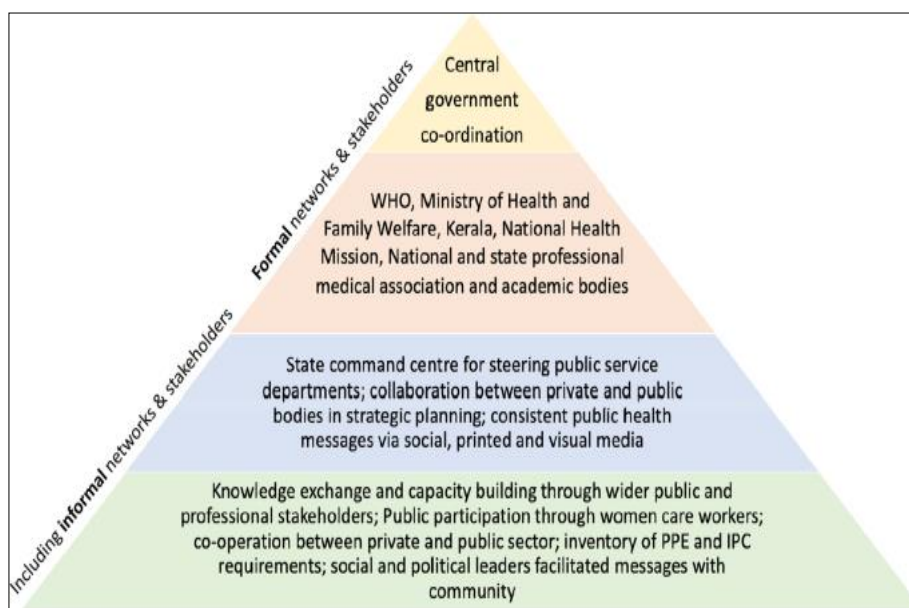 Central
government
co-ordination
Formal networks & stakeholders
WHO, Ministry of Health and
Family Welfare, Kerala, National Health
Mission, National and state professional
medical association and academic bodies
Including informal networks & stakeholders
State command centre for steering public service
departments; collaboration between private and public
bodies in strategic planning; consistent public health
messages via social, printed and visual media
Knowledge exchange and capacity building through wider public and
professional stakeholders; Public participation through women care workers;
co-operation between private and public sector; inventory of PPE and IPC
requirements; social and political leaders facilitated messages with
community